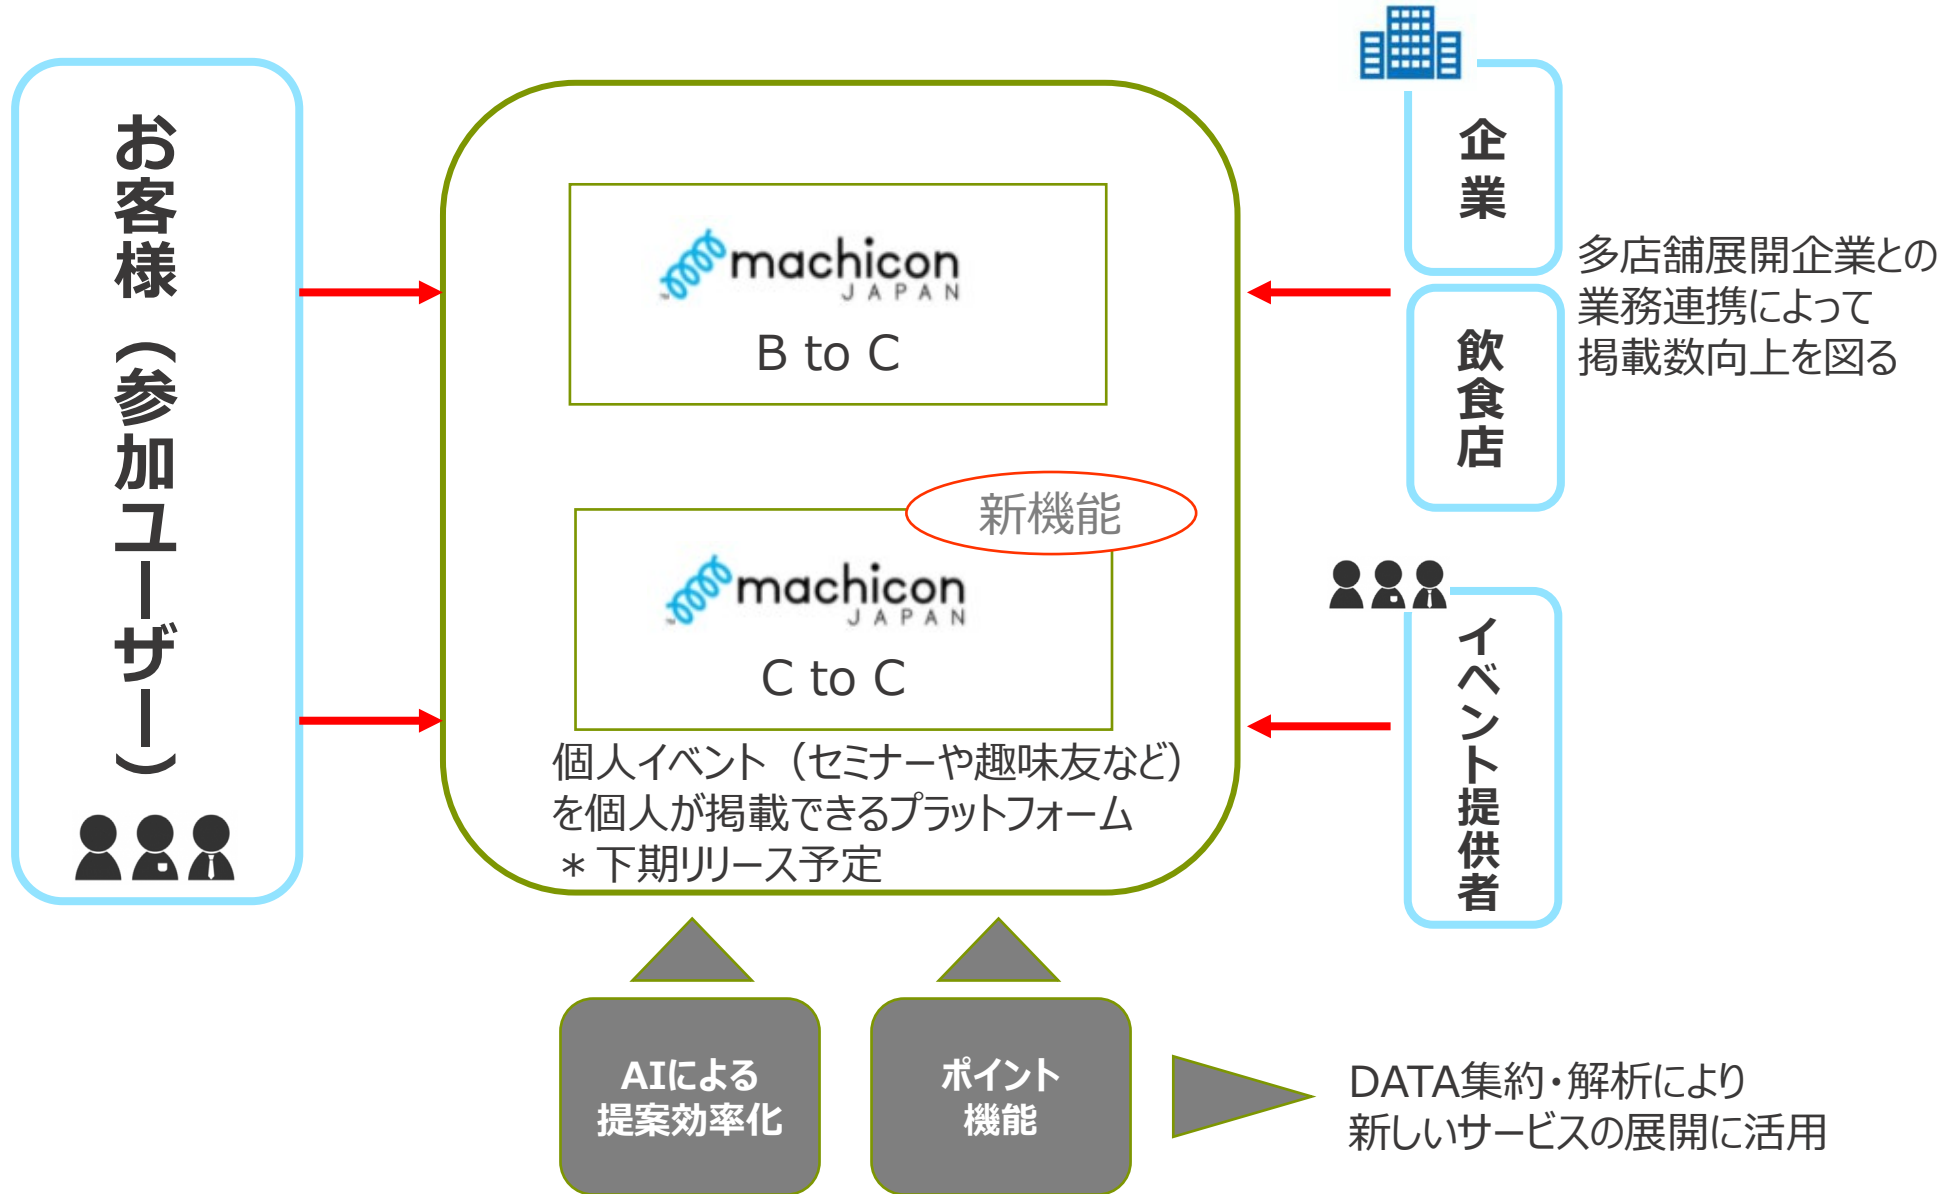 お客様（参加ユーザー）
machicon
JAPAN
B to C
新機能
machicon
JAPAN
C to C
個人イベント（セミナーや趣味友など）
を個人が掲載できるプラットフォーム
＊下期リリース予定
企業
飲食店
多店舗展開企業との
業務連携によって
掲載数向上を図る
イベント提供者
AIによる
提案効率化
ポイント
機能
DATA集約・解析により
新しいサービスの展開に活用